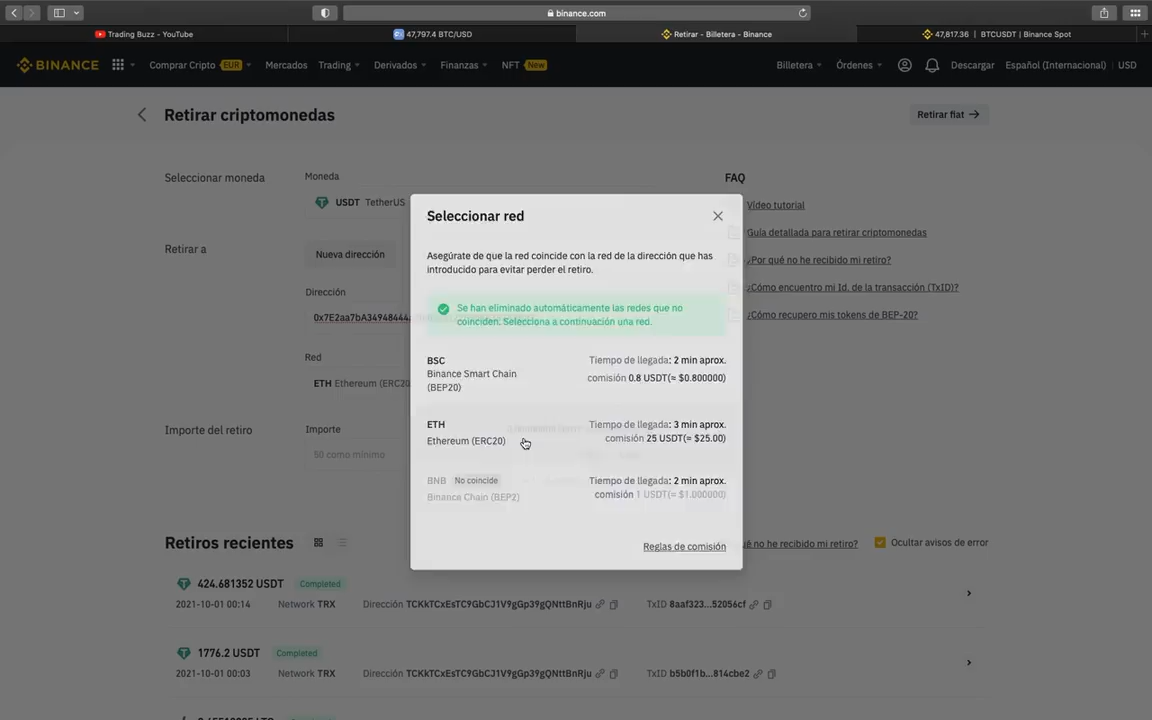 binance.com
Trading Buzz - YouTube
47,797.4 BTC/USD
Retirar - Billetera - Binance
47,817.36 | BTCUSDT | Binance Spot
BINANCE
Comprar Cripto EUR
Mercados
Trading
Derivados
Finanzas
NFT New
Billetera
Órdenes
Descargar
Español (Internacional)
USD
Retirar criptomonedas
Retirar fiat →
Seleccionar moneda
Moneda
USDT TetherUS
FAQ
Vídeo tutorial
Guía detallada para retirar criptomonedas
¿Por qué no he recibido mi retiro?
¿Cómo encuentro mi Id. de la transacción (TxID)?
¿Cómo recupero mis tokens de BEP-20?
Retirar a
Nueva dirección
Dirección
Red
ETH Ethereum (ERC20
Importe del retiro
Importe
50 como mínimo
Seleccionar red
Asegúrate de que la red coincide con la red de la dirección que has
introducido para evitar perder el retiro.
Se han eliminado automáticamente las redes que no
coinciden. Selecciona a continuación una red.
BSC
Binance Smart Chain
(BEP20)
Tiempo de llegada: 2 min aprox.
comisión 0.8 USDT(≈ $0.800000)
ETH
Ethereum (ERC20)
Tiempo de llegada: 3 min aprox.
comisión 25 USDT(≈ $25.00)
BNB No coincide
Binance Chain (BEP2)
Tiempo de llegada: 2 min aprox.
comisión 1 USDT(≈ $1.000000)
Reglas de comisión
Retiros recientes
no he recibido mi retiro?
Ocultar avisos de error
424.681352 USDT Completed
2021-10-01 00:14 Network TRX Dirección TCKkTCxEsTC9GbCJ1V9gGp39gQNttBnRju TxID 8aaf323...52056cf
1776.2 USDT Completed
2021-10-01 00:03 Network TRX Dirección TCKkTCxEsTC9GbCJ1V9gGp39gQNttBnRju TxID b5b0f1b...814cbe2